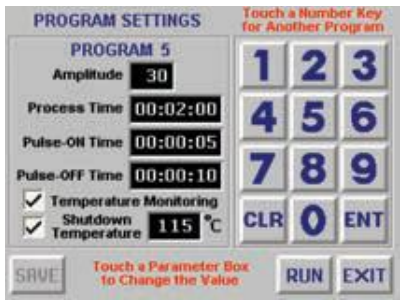 PROGRAM SETTINGS
Touch a Number Key
for Another Program
PROGRAM 5
Amplitude 30
Process Time 00:02:00
Pulse-ON Time 00:00:05
Pulse-OFF Time 00:00:10
Temperature Monitoring
Shutdown
Temperature 115 °C
1 2 3
4 5 6
7 8 9
CLR 0 ENT
SAVE
Touch a Parameter Box
to Change the Value
RUN EXIT